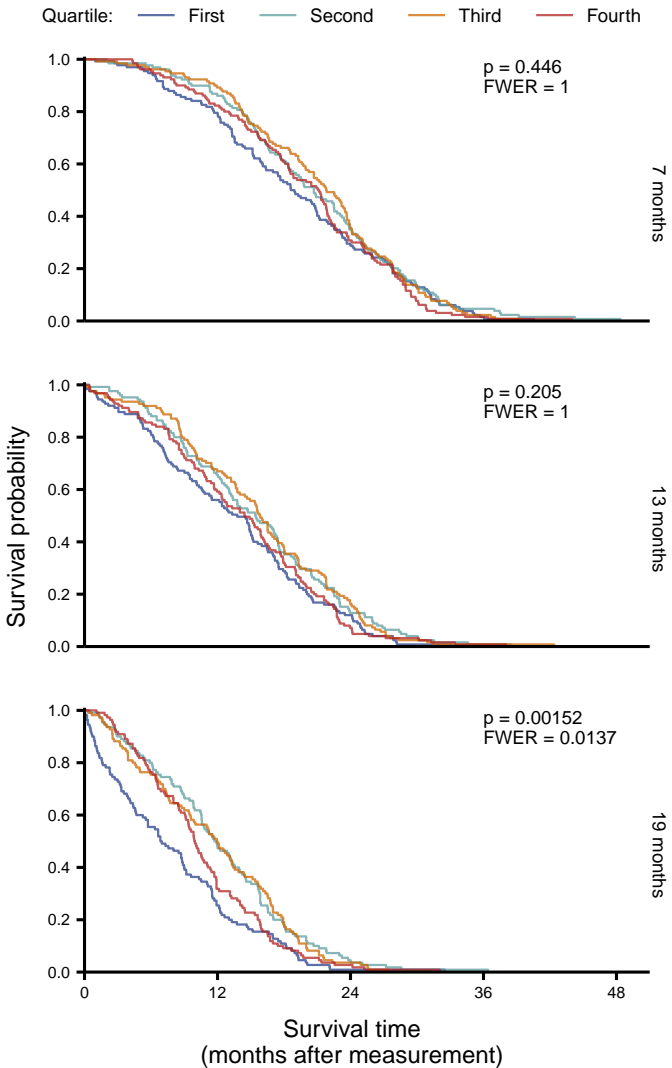 Quartile: First Second Third Fourth
1.0
0.8
0.6
0.4
0.2
0.0
p = 0.446
FWER = 1
7 months
1.0
0.8
0.6
0.4
0.2
0.0
p = 0.205
FWER = 1
13 months
Survival probability
1.0
0.8
0.6
0.4
0.2
0.0
p = 0.00152
FWER = 0.0137
19 months
0 12 24 36 48
Survival time
(months after measurement)